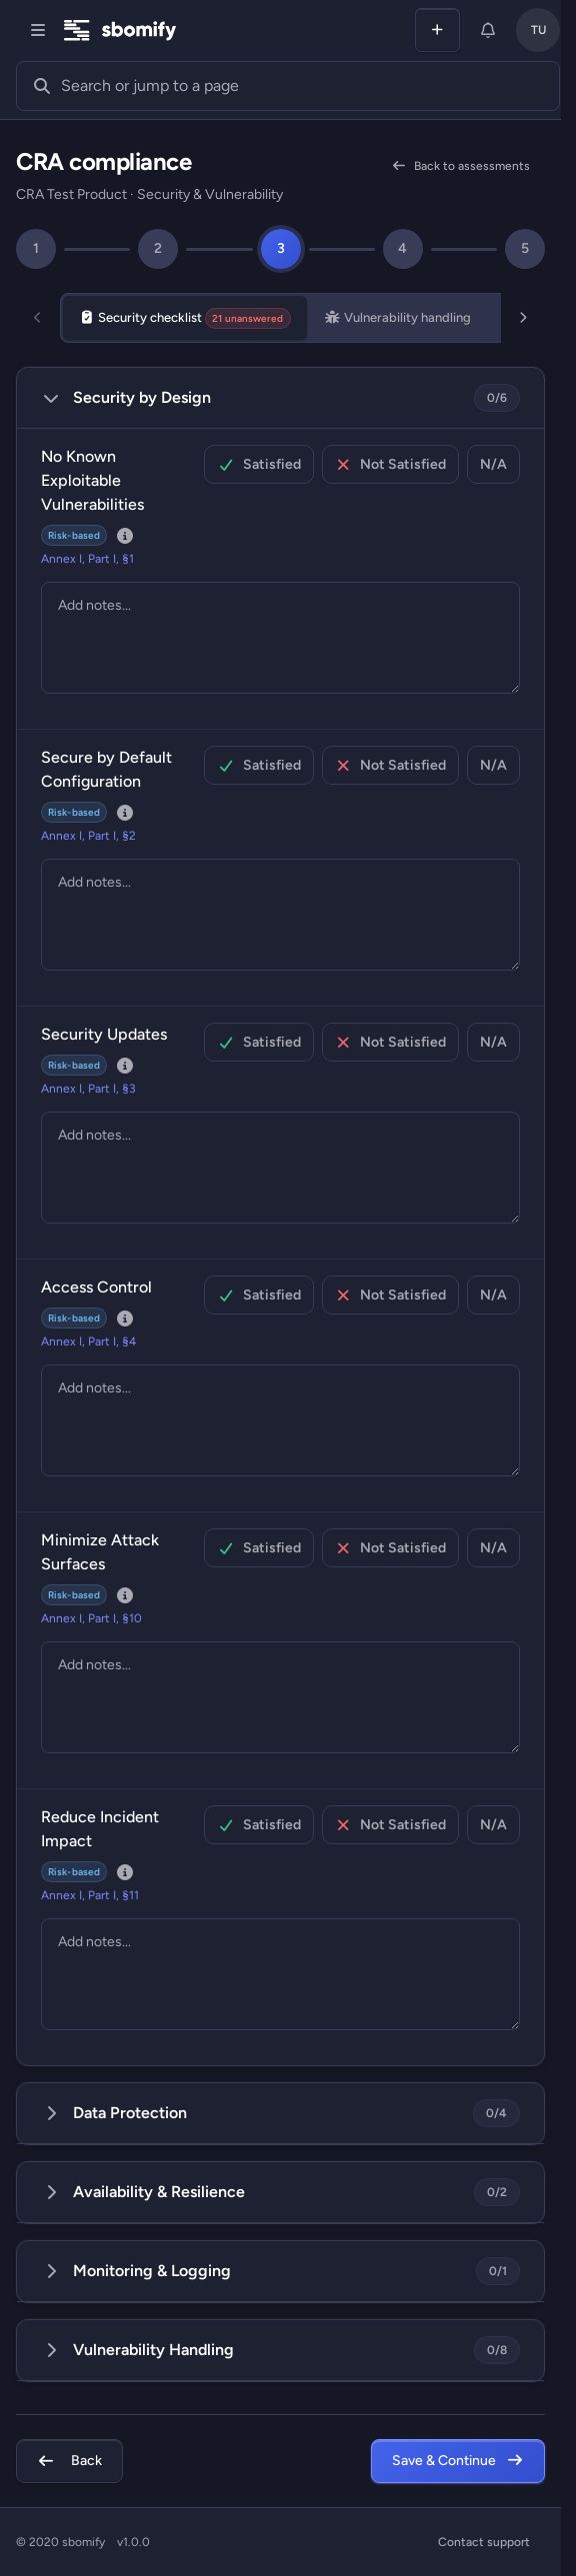 sbomify
+
TU
Search or jump to a page
CRA compliance
Back to assessments
CRA Test Product · Security & Vulnerability
1 2 3 4 5
Security checklist 21 unanswered Vulnerability handling
Security by Design 0/6
No Known
Exploitable
Vulnerabilities
Satisfied Not Satisfied N/A
Risk-based
Annex I, Part I, §1
Add notes...
Secure by Default
Configuration
Satisfied Not Satisfied N/A
Risk-based
Annex I, Part I, §2
Add notes...
Security Updates
Satisfied Not Satisfied N/A
Risk-based
Annex I, Part I, §3
Add notes...
Access Control
Satisfied Not Satisfied N/A
Risk-based
Annex I, Part I, §4
Add notes...
Minimize Attack
Surfaces
Satisfied Not Satisfied N/A
Risk-based
Annex I, Part I, §10
Add notes...
Reduce Incident
Impact
Satisfied Not Satisfied N/A
Risk-based
Annex I, Part I, §11
Add notes...
Data Protection 0/4
Availability & Resilience 0/2
Monitoring & Logging 0/1
Vulnerability Handling 0/8
Back
Save & Continue
© 2020 sbomify v1.0.0
Contact support